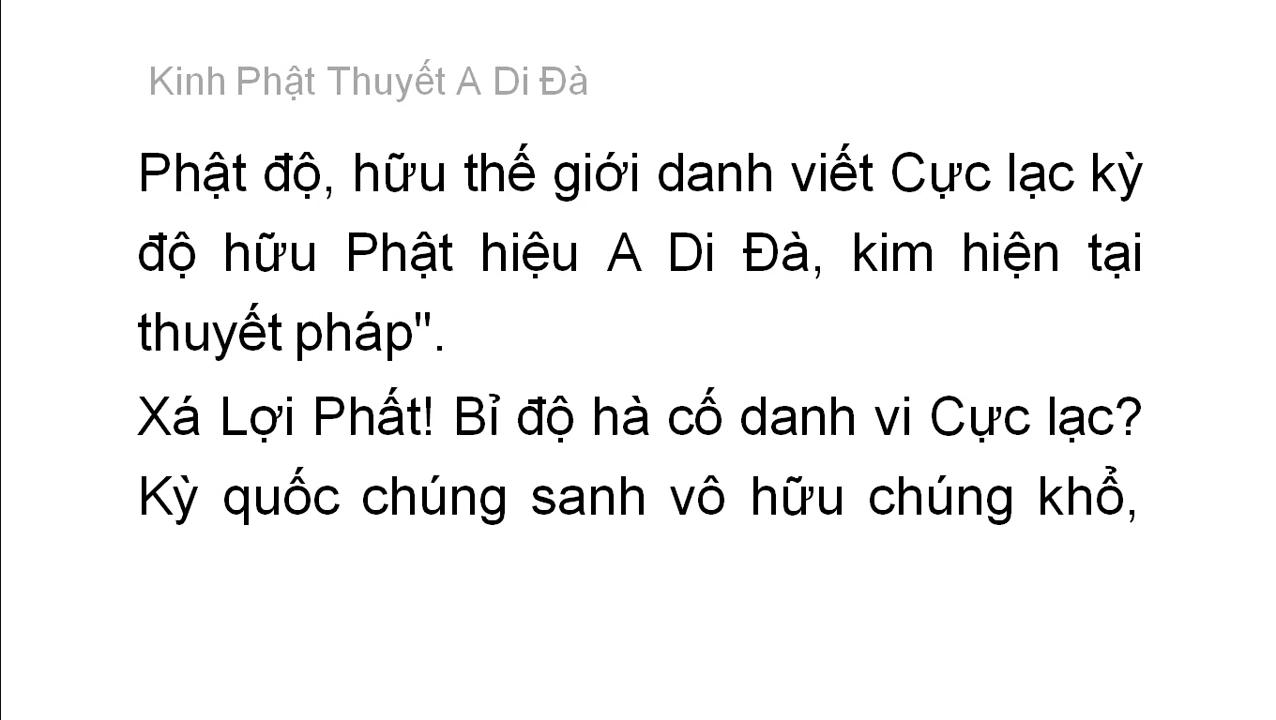 Kinh Phật Thuyết A Di Đà
Phật độ, hữu thế giới danh viết Cực lạc kỳ
độ hữu Phật hiệu A Di Đà, kim hiện tại
thuyết pháp".
Xá Lợi Phất! Bỉ độ hà cố danh vi Cực lạc?
Kỳ quốc chúng sanh vô hữu chúng khổ,